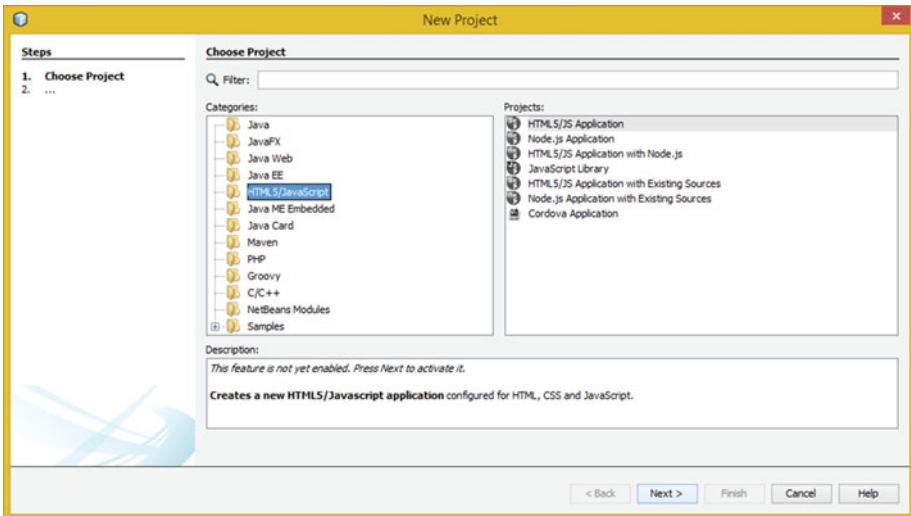 New Project
Steps
1. Choose Project
2. ...
Choose Project
Filter:
Categories:
Java
JavaFX
Java Web
Java EE
HTML5/JavaScript
Java ME Embedded
Java Card
Maven
PHP
Groovy
C/C++
NetBeans Modules
Samples
Projects:
HTML5/JS Application
Node.js Application
HTML5/JS Application with Node.js
JavaScript Library
HTML5/JS Application with Existing Sources
Node.js Application with Existing Sources
Cordova Application
Description:
This feature is not yet enabled. Press Next to activate it.
Creates a new HTML5/Javascript application configured for HTML, CSS and JavaScript.
< Back Next > Finish Cancel Help